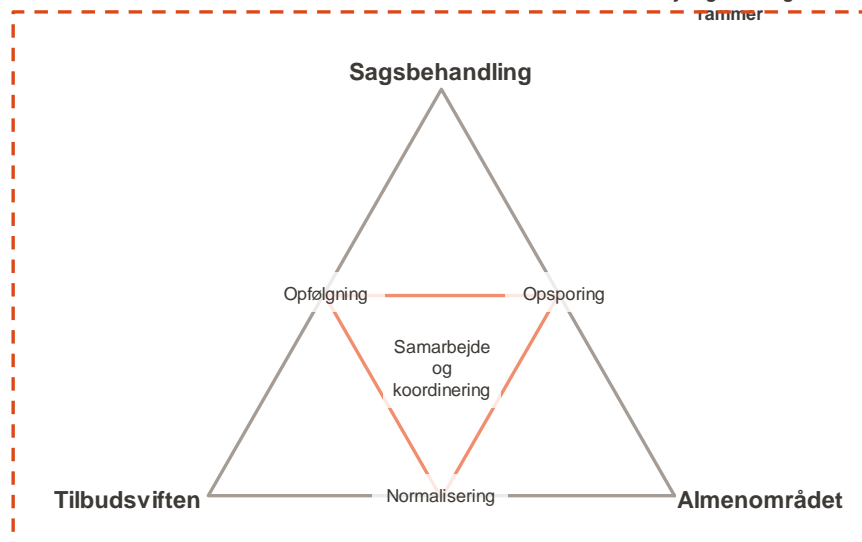 rammer
Sagsbehandling
Opfølgning
Opsporing
Samarbejde
og
koordinering
Tilbudsviften
Normalisering
Almenområdet